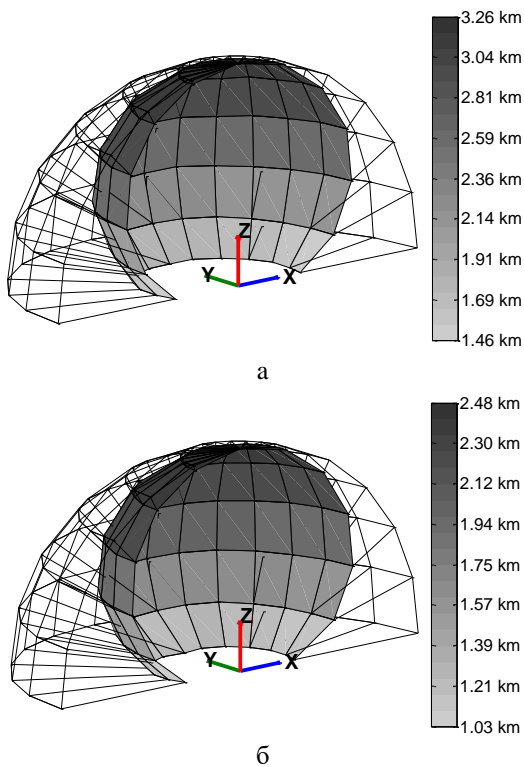 3.26 km
3.04 km
2.81 km
2.59 km
2.36 km
2.14 km
1.91 km
1.69 km
1.46 km
Z
Y
X
а
2.48 km
2.30 km
2.12 km
1.94 km
1.75 km
1.57 km
1.39 km
1.21 km
1.03 km
Z
Y
X
б